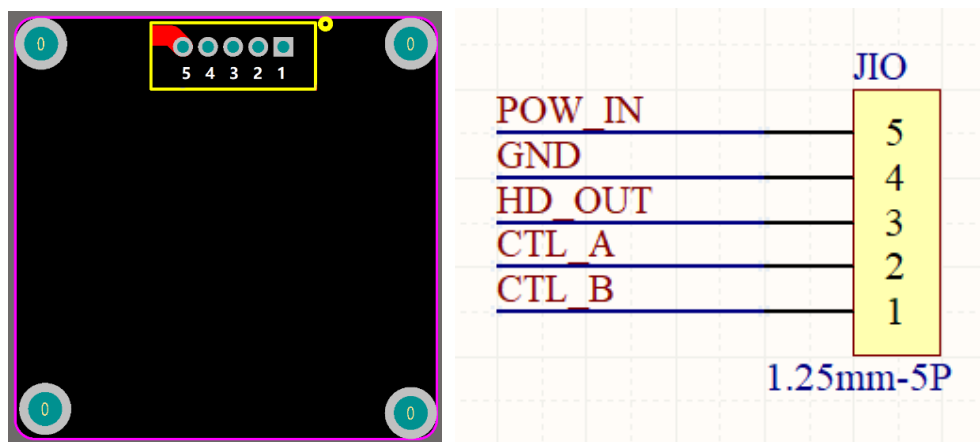 0 0
5 4 3 2 1
0 0
JIO
POW_IN 5
GND 4
HD_OUT 3
CTL_A 2
CTL_B 1
1.25mm-5P